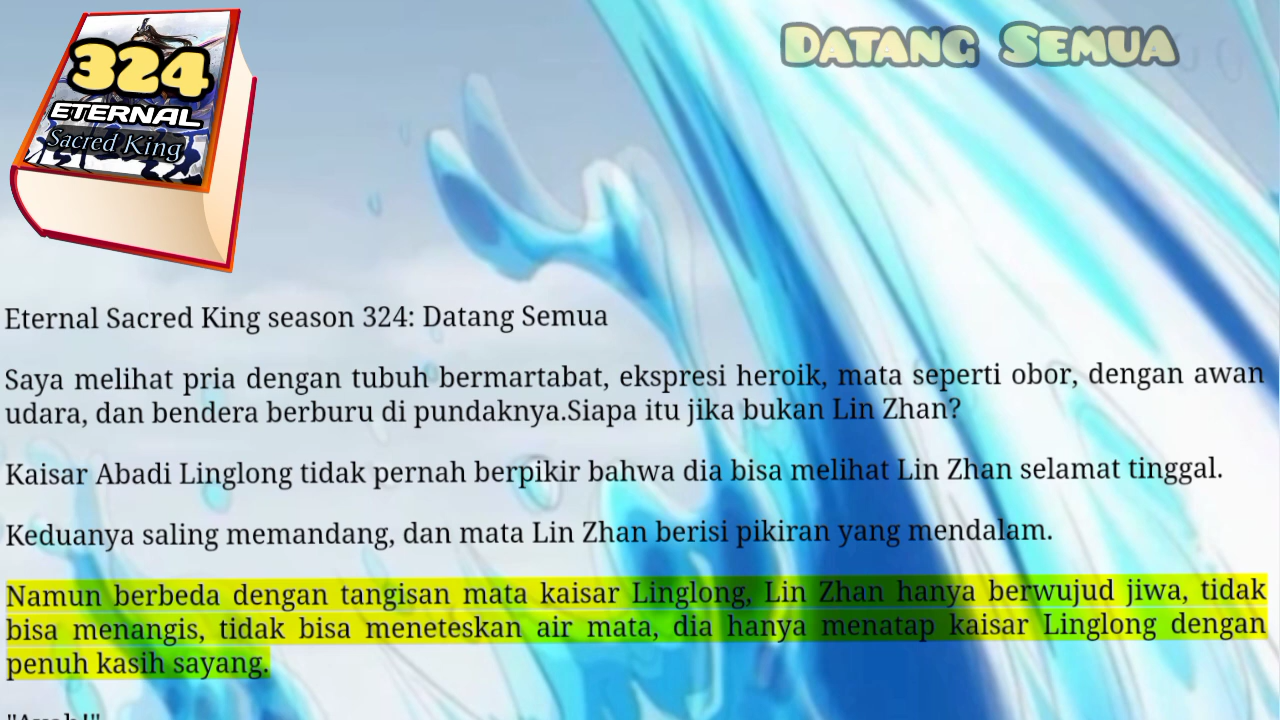 324
ETERNAL
Sacred King
DATANG SEMUA
Eternal Sacred King season 324: Datang Semua
Saya melihat pria dengan tubuh bermartabat, ekspresi heroik, mata seperti obor, dengan awan
udara, dan bendera berburu di pundaknya.Siapa itu jika bukan Lin Zhan?
Kaisar Abadi Linglong tidak pernah berpikir bahwa dia bisa melihat Lin Zhan selamat tinggal.
Keduanya saling memandang, dan mata Lin Zhan berisi pikiran yang mendalam.
Namun berbeda dengan tangisan mata kaisar Linglong, Lin Zhan hanya berwujud jiwa, tidak
bisa menangis, tidak bisa meneteskan air mata, dia hanya menatap kaisar Linglong dengan
penuh kasih sayang.